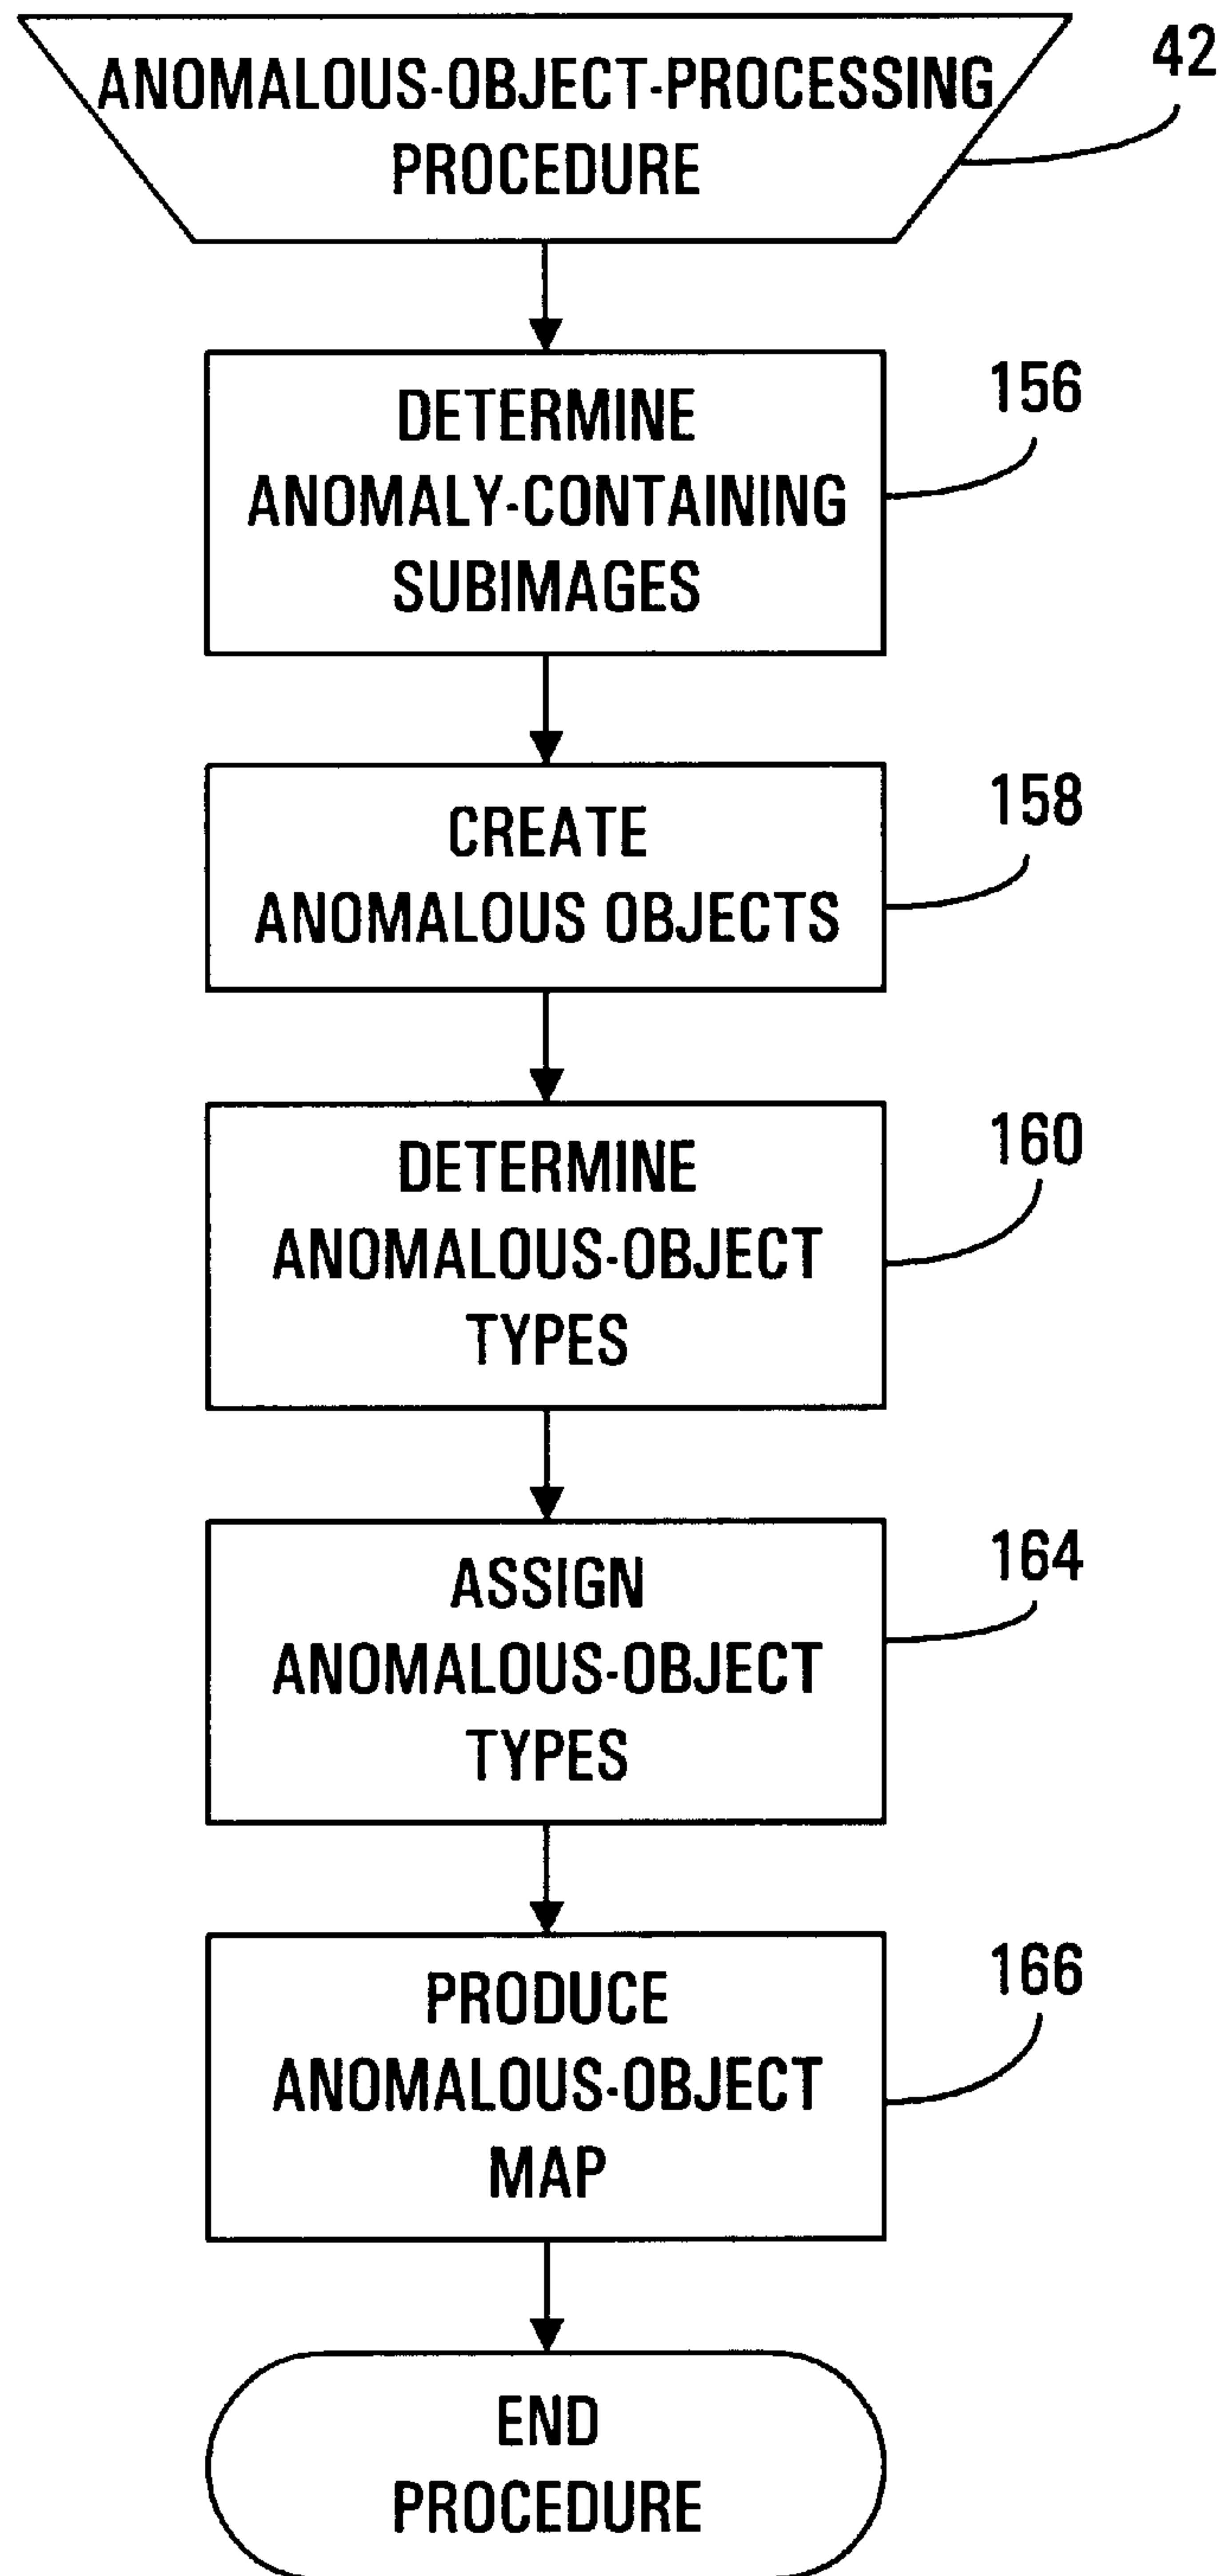 ANOMALOUS-OBJECT-PROCESSING
PROCEDURE
42
DETERMINE
ANOMALY-CONTAINING
SUBIMAGES
156
CREATE
ANOMALOUS OBJECTS
158
DETERMINE
ANOMALOUS-OBJECT
TYPES
160
ASSIGN
ANOMALOUS-OBJECT
TYPES
164
PRODUCE
ANOMALOUS-OBJECT
MAP
166
END
PROCEDURE